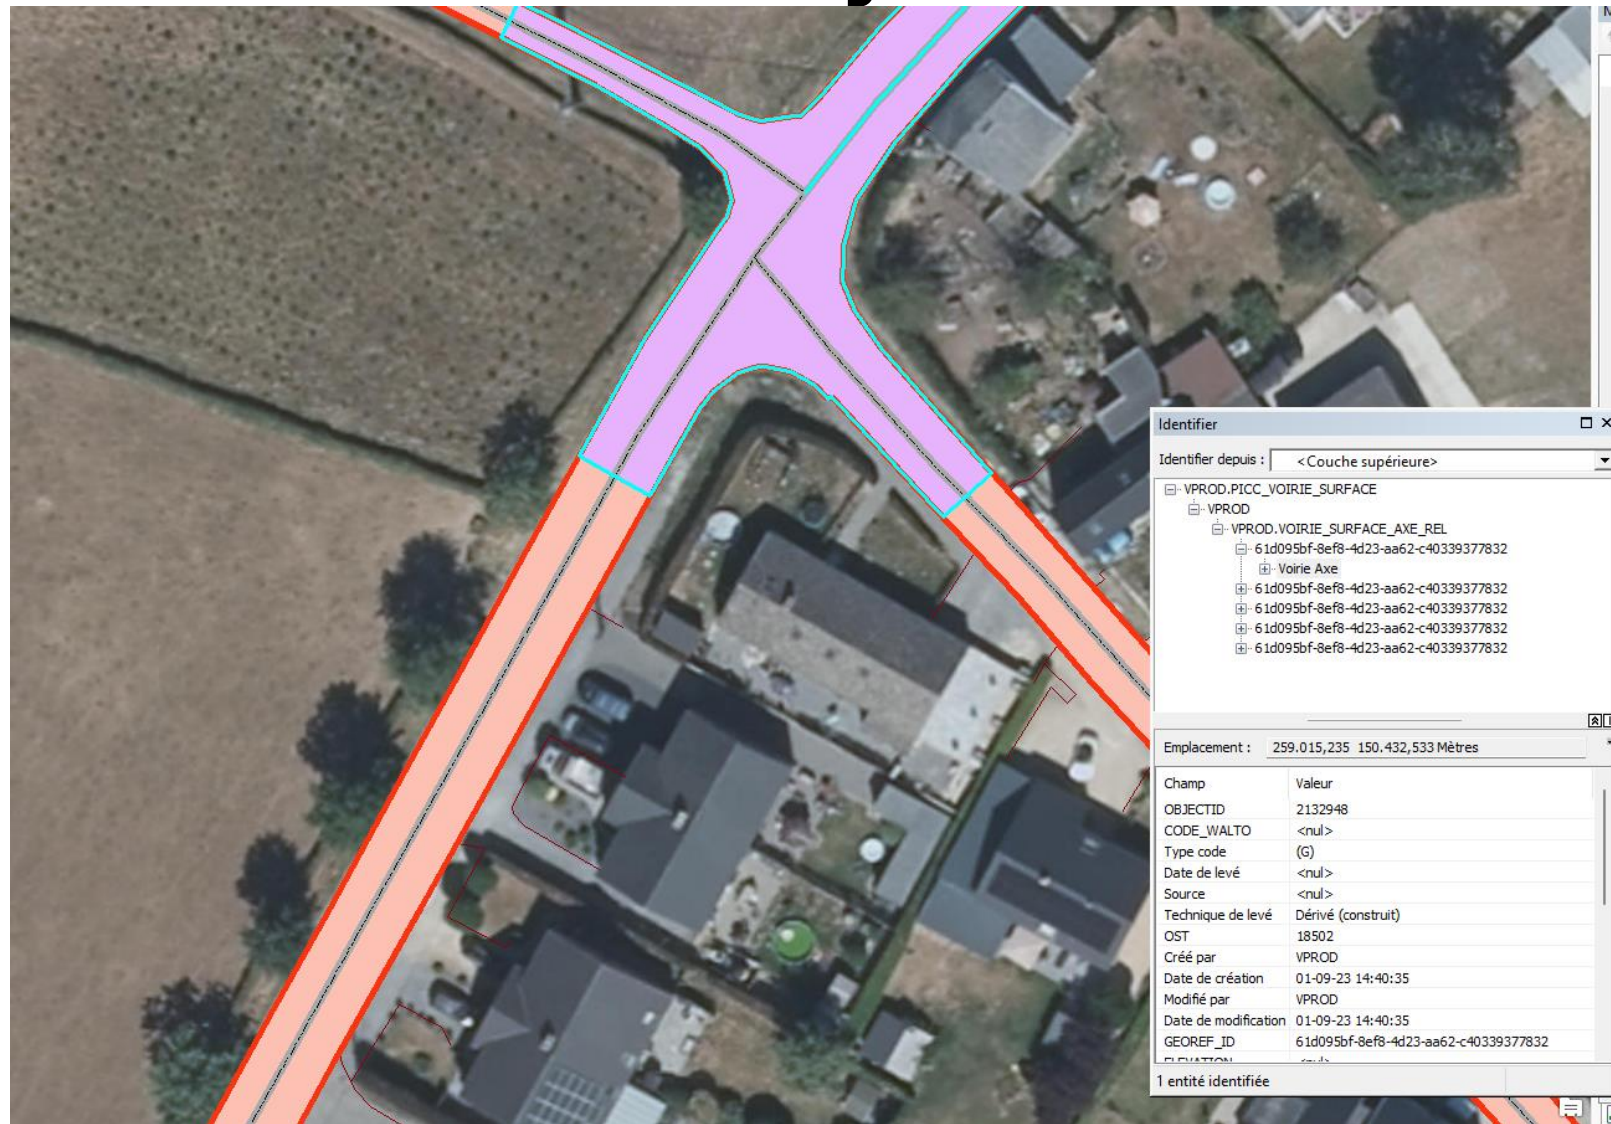 Identifier
Identifier depuis : <Couche supérieure>
VPROD.PICC_VOIRIE_SURFACE
VPROD
VPROD.VOIRIE_SURFACE_AXE_REL
61d095bf-8ef8-4d23-aa62-c40339377832
Voirie Axe
61d095bf-8ef8-4d23-aa62-c40339377832
61d095bf-8ef8-4d23-aa62-c40339377832
61d095bf-8ef8-4d23-aa62-c40339377832
61d095bf-8ef8-4d23-aa62-c40339377832
Emplacement : 259.015,235 150.432,533 Mètres
Champ Valeur
OBJECTID 2132948
CODE_WALTO <nul>
Type code (G)
Date de levé <nul>
Source <nul>
Technique de levé Dérivé (construit)
OST 18502
Créé par VPROD
Date de création 01-09-23 14:40:35
Modifié par VPROD
Date de modification 01-09-23 14:40:35
GEOREF_ID 61d095bf-8ef8-4d23-aa62-c40339377832
ELEVATION <nul>
1 entité identifiée